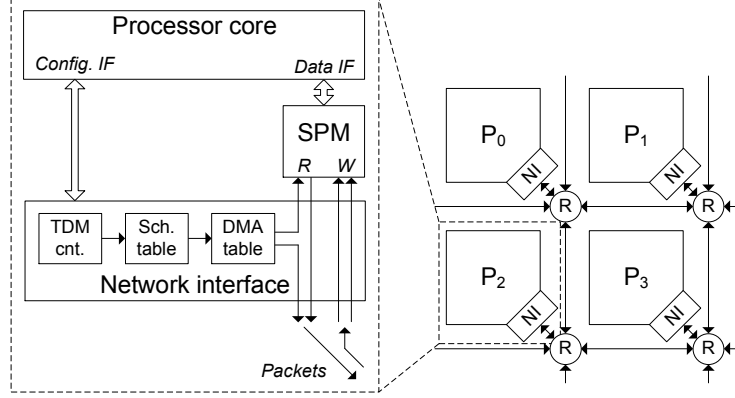 Processor core
Config. IF
Data IF
SPM
R W
TDM cnt.
Sch. table
DMA table
Network interface
Packets
P0 P1
NI NI
R R
P2 P3
NI NI
R R